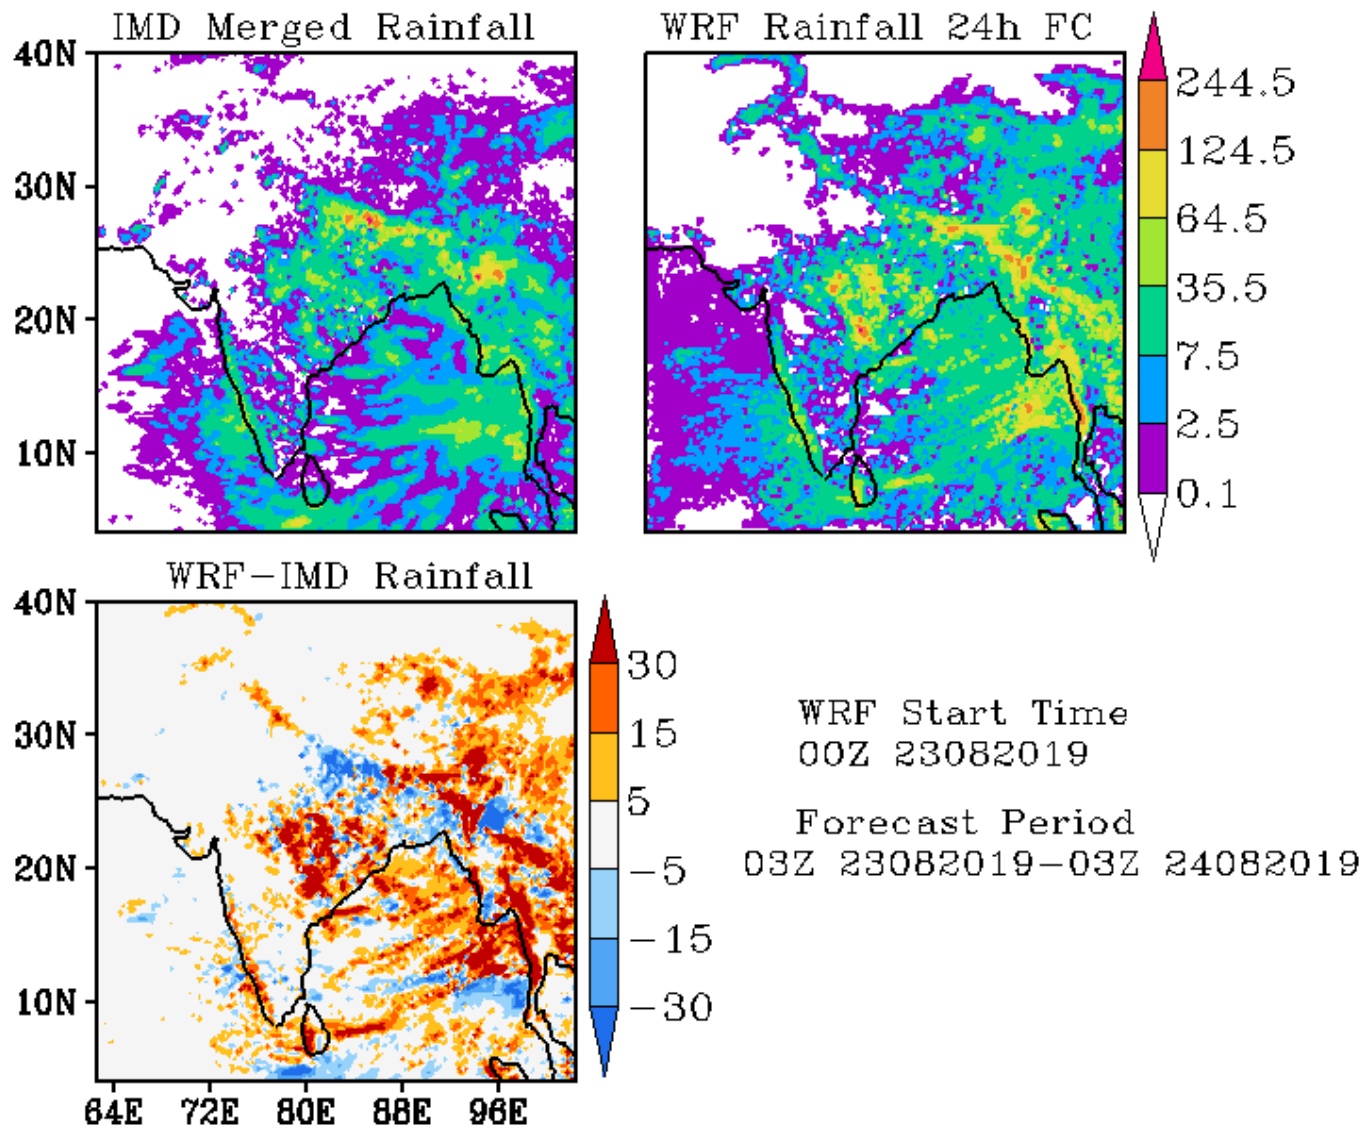 IMD Merged Rainfall
WRF Rainfall 24h FC
40N
30N
20N
10N
244.5
124.5
64.5
35.5
7.5
2.5
0.1
WRF-IMD Rainfall
40N
30N
20N
10N
64E 72E 80E 88E 96E
30
15
5
-5
-15
-30
WRF Start Time
00Z 23082019
Forecast Period
03Z 23082019-03Z 24082019